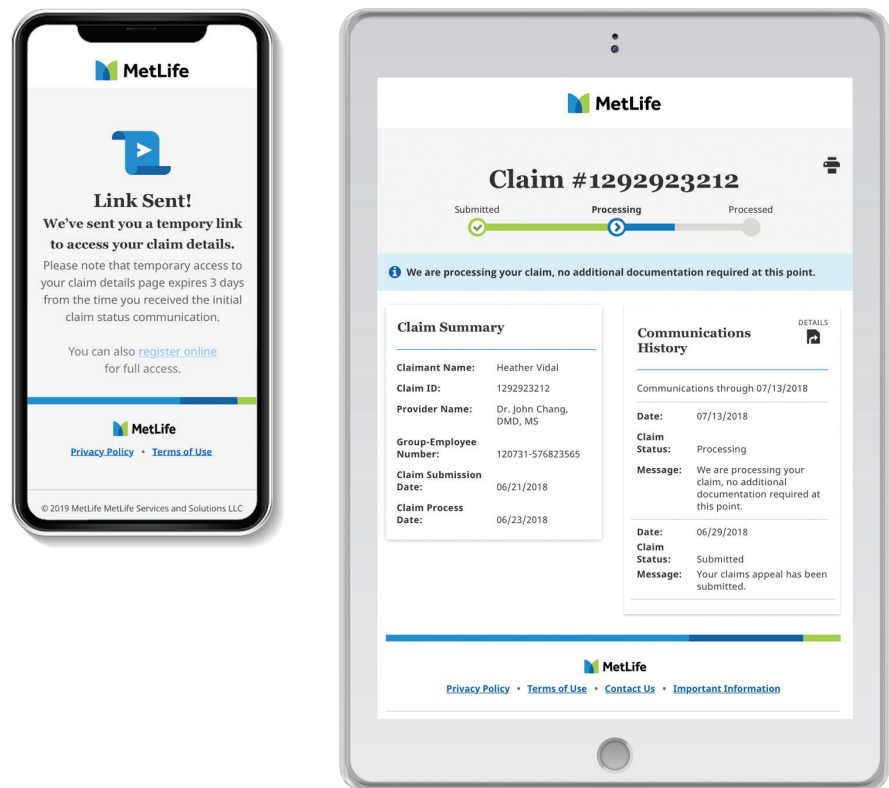 MetLife
Link Sent!
We've sent you a tempory link
to access your claim details.
Please note that temporary access to
your claim details page expires 3 days
from the time you received the initial
claim status communication.
You can also register online
for full access.
MetLife
Privacy Policy • Terms of Use
© 2019 MetLife MetLife Services and Solutions LLC
MetLife
Claim #1292923212
Submitted
Processing
Processed
We are processing your claim, no additional documentation required at this point.
Claim Summary
Claimant Name: Heather Vidal
Claim ID: 1292923212
Provider Name: Dr. John Chang,
DMD, MS
Group-Employee
Number: 120731-576823565
Claim Submission
Date: 06/21/2018
Claim Process
Date: 06/23/2018
DETAILS
Communications
History
Communications through 07/13/2018
Date: 07/13/2018
Claim
Status: Processing
Message: We are processing your
claim, no additional
documentation required at
this point.
Date: 06/29/2018
Claim
Status: Submitted
Message: Your claims appeal has been
submitted.
MetLife
Privacy Policy • Terms of Use • Contact Us • Important Information